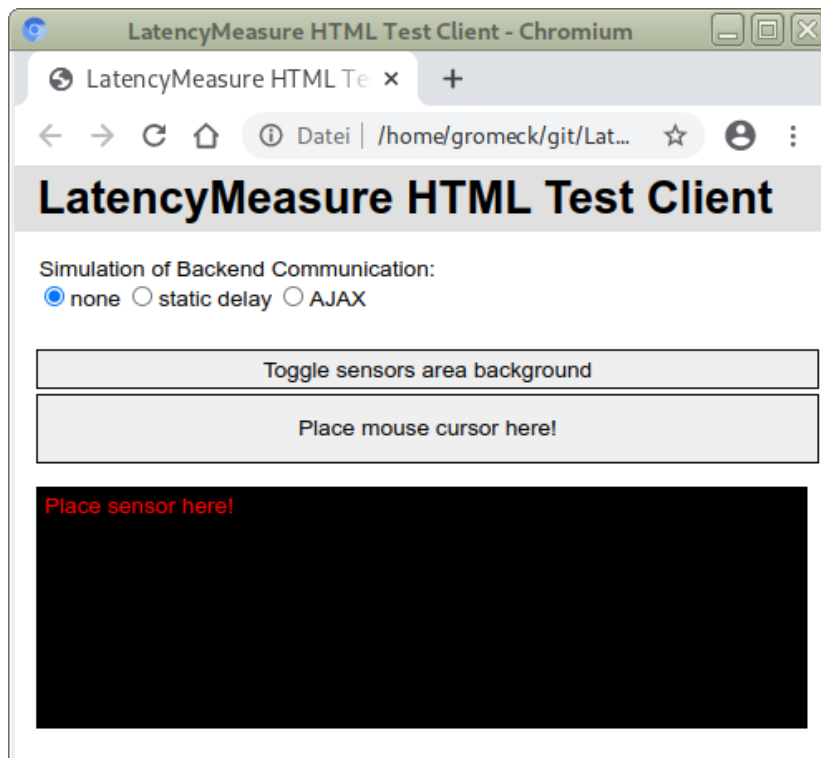 LatencyMeasure HTML Test Client - Chromium
LatencyMeasure HTML Te
Datei | /home/gromeck/git/Lat...
LatencyMeasure HTML Test Client
Simulation of Backend Communication:
none static delay AJAX
Toggle sensors area background
Place mouse cursor here!
Place sensor here!